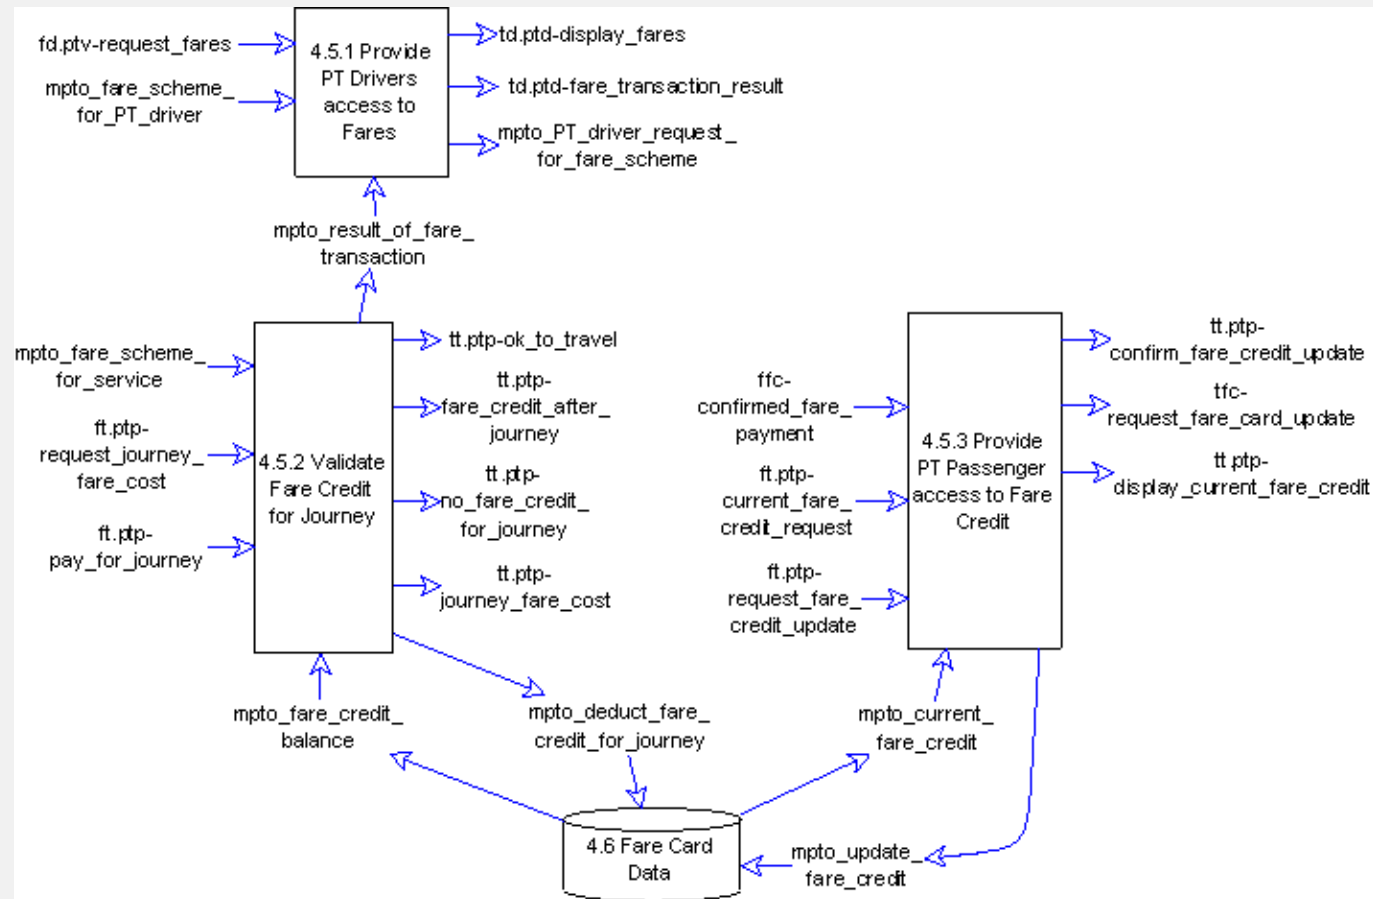 fd.ptv-request_fares
mpto_fare_scheme_
for_PT_driver
4.5.1 Provide
PT Drivers
access to
Fares
td.ptd-display_fares
td.ptd-fare_transaction_result
mpto_PT_driver_request_
for_fare_scheme
mpto_result_of_fare_
transaction
mpto_fare_scheme_
for_service
ft.ptp-
request_journey_
fare_cost
ft.ptp-
pay_for_journey
4.5.2 Validate
Fare Credit
for Journey
tt.ptp-ok_to_travel
tt.ptp-
fare_credit_after_
journey
tt.ptp-
no_fare_credit_
for_journey
tt.ptp-
journey_fare_cost
ffc-
confirmed_fare_
payment
ft.ptp-
current_fare_
credit_request
ft.ptp-
request_fare_
credit_update
4.5.3 Provide
PT Passenger
access to Fare
Credit
tt.ptp-
confirm_fare_credit_update
tfc-
request_fare_card_update
tt.ptp-
display_current_fare_credit
mpto_fare_credit_
balance
mpto_deduct_fare_
credit_for_journey
mpto_current_
fare_credit
4.6 Fare Card
Data
mpto_update_
fare_credit